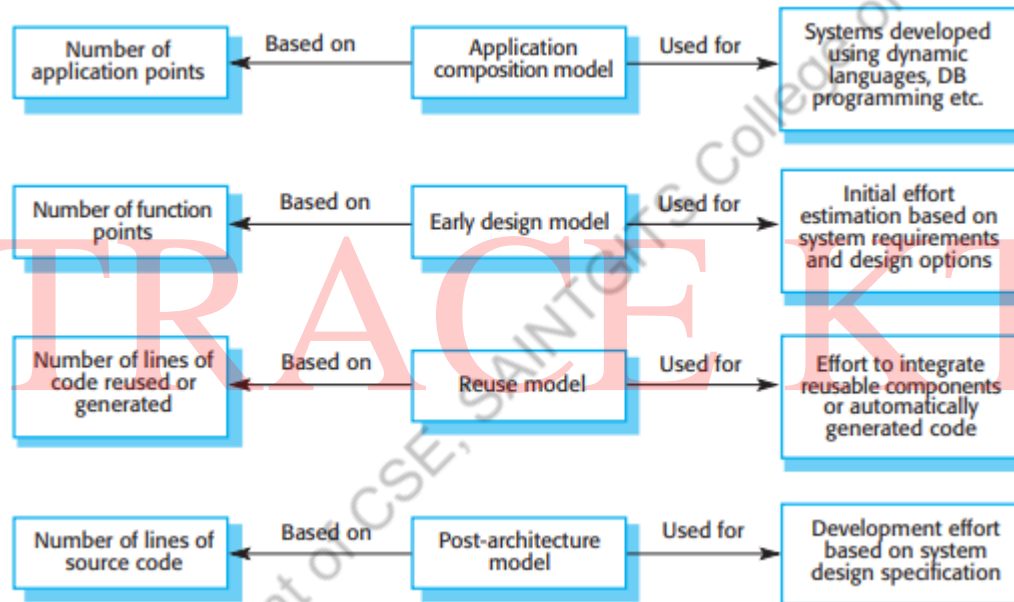 Number of
application points
Based on
Application
composition model
Used for
Systems developed
using dynamic
languages, DB
programming etc.
Number of function
points
Based on
Early design model
Used for
Initial effort
estimation based on
system requirements
and design options
Number of lines of
code reused or
generated
Based on
Reuse model
Used for
Effort to integrate
reusable components
or automatically
generated code
Number of lines of
source code
Based on
Post-architecture
model
Used for
Development effort
based on system
design specification
TRACE KT
of CSE, SAINTGITS College of